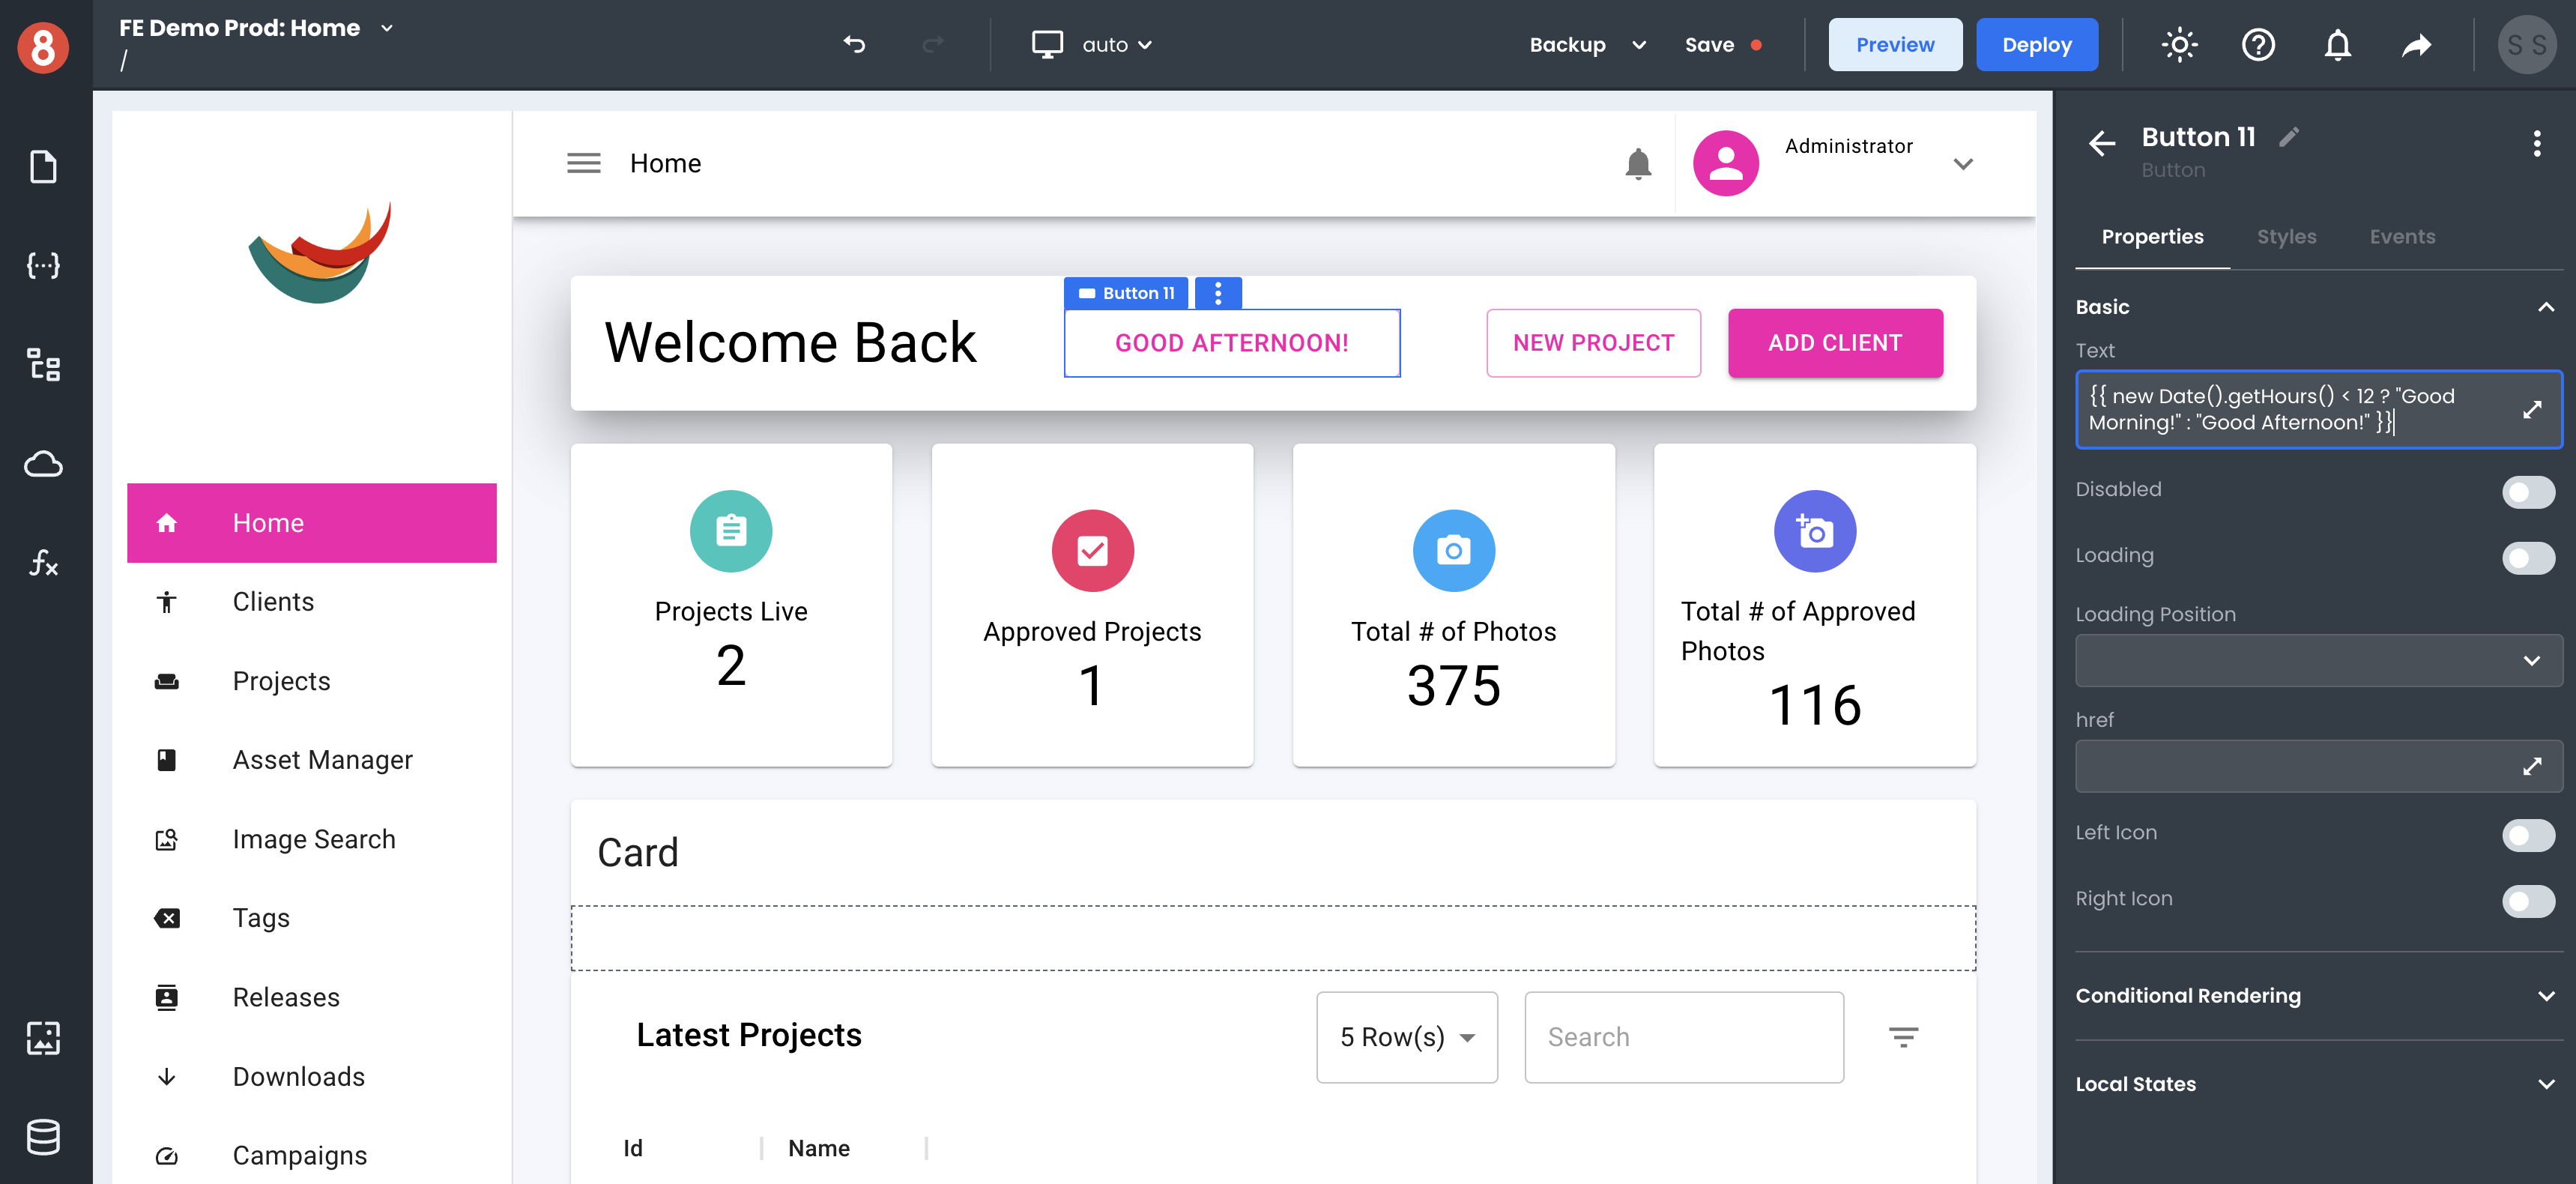 8
FE Demo Prod: Home
/
auto
Backup
Save
Preview
Deploy
S S
Home
Clients
Projects
Asset Manager
Image Search
Tags
Releases
Downloads
Campaigns
Home
Administrator
Button 11
Welcome Back
GOOD AFTERNOON!
NEW PROJECT
ADD CLIENT
Projects Live
2
Approved Projects
1
Total # of Photos
375
Total # of Approved
Photos
116
Card
Latest Projects
5 Row(s)
Search
Id
Name
Button 11
Button
Properties
Styles
Events
Basic
Text
{{ new Date().getHours() < 12 ? "Good
Morning!" : "Good Afternoon!" }}
Disabled
Loading
Loading Position
href
Left Icon
Right Icon
Conditional Rendering
Local States